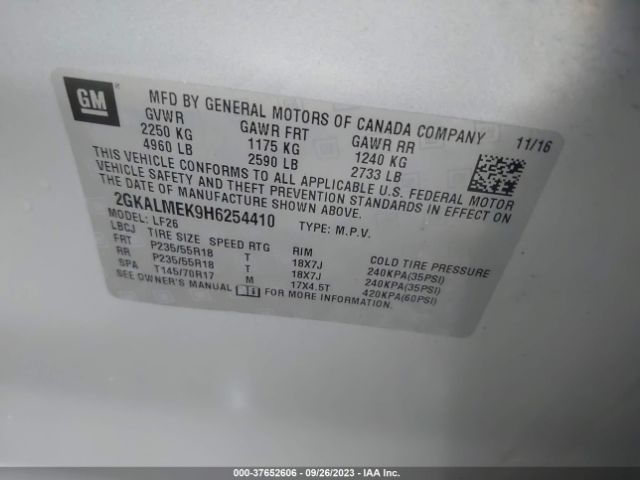 GM
MFD BY GENERAL MOTORS OF CANADA COMPANY 11/16
GVWR GAWR FRT GAWR RR
2250 KG 1175 KG 1240 KG
4960 LB 2590 LB 2733 LB
THIS VEHICLE CONFORMS TO ALL APPLICABLE U.S. FEDERAL MOTOR
VEHICLE SAFETY AND THEFT PREVENTION STANDARDS IN EFFECT ON
THE DATE OF MANUFACTURE SHOWN ABOVE.
2GKALMEK9H6254410 TYPE: M.P.V.
MODEL: LF26
LBCJ TIRE SIZE SPEED RTG RIM COLD TIRE PRESSURE
FRT P235/55R18 T 18X7J 240KPA(35PSI)
RR P235/55R18 T 18X7J 240KPA(35PSI)
SPA T145/70R17 M 17X4.5T 420KPA(60PSI)
SEE OWNER'S MANUAL FOR MORE INFORMATION.
000-37652606 - 09/26/2023 - IAA Inc.